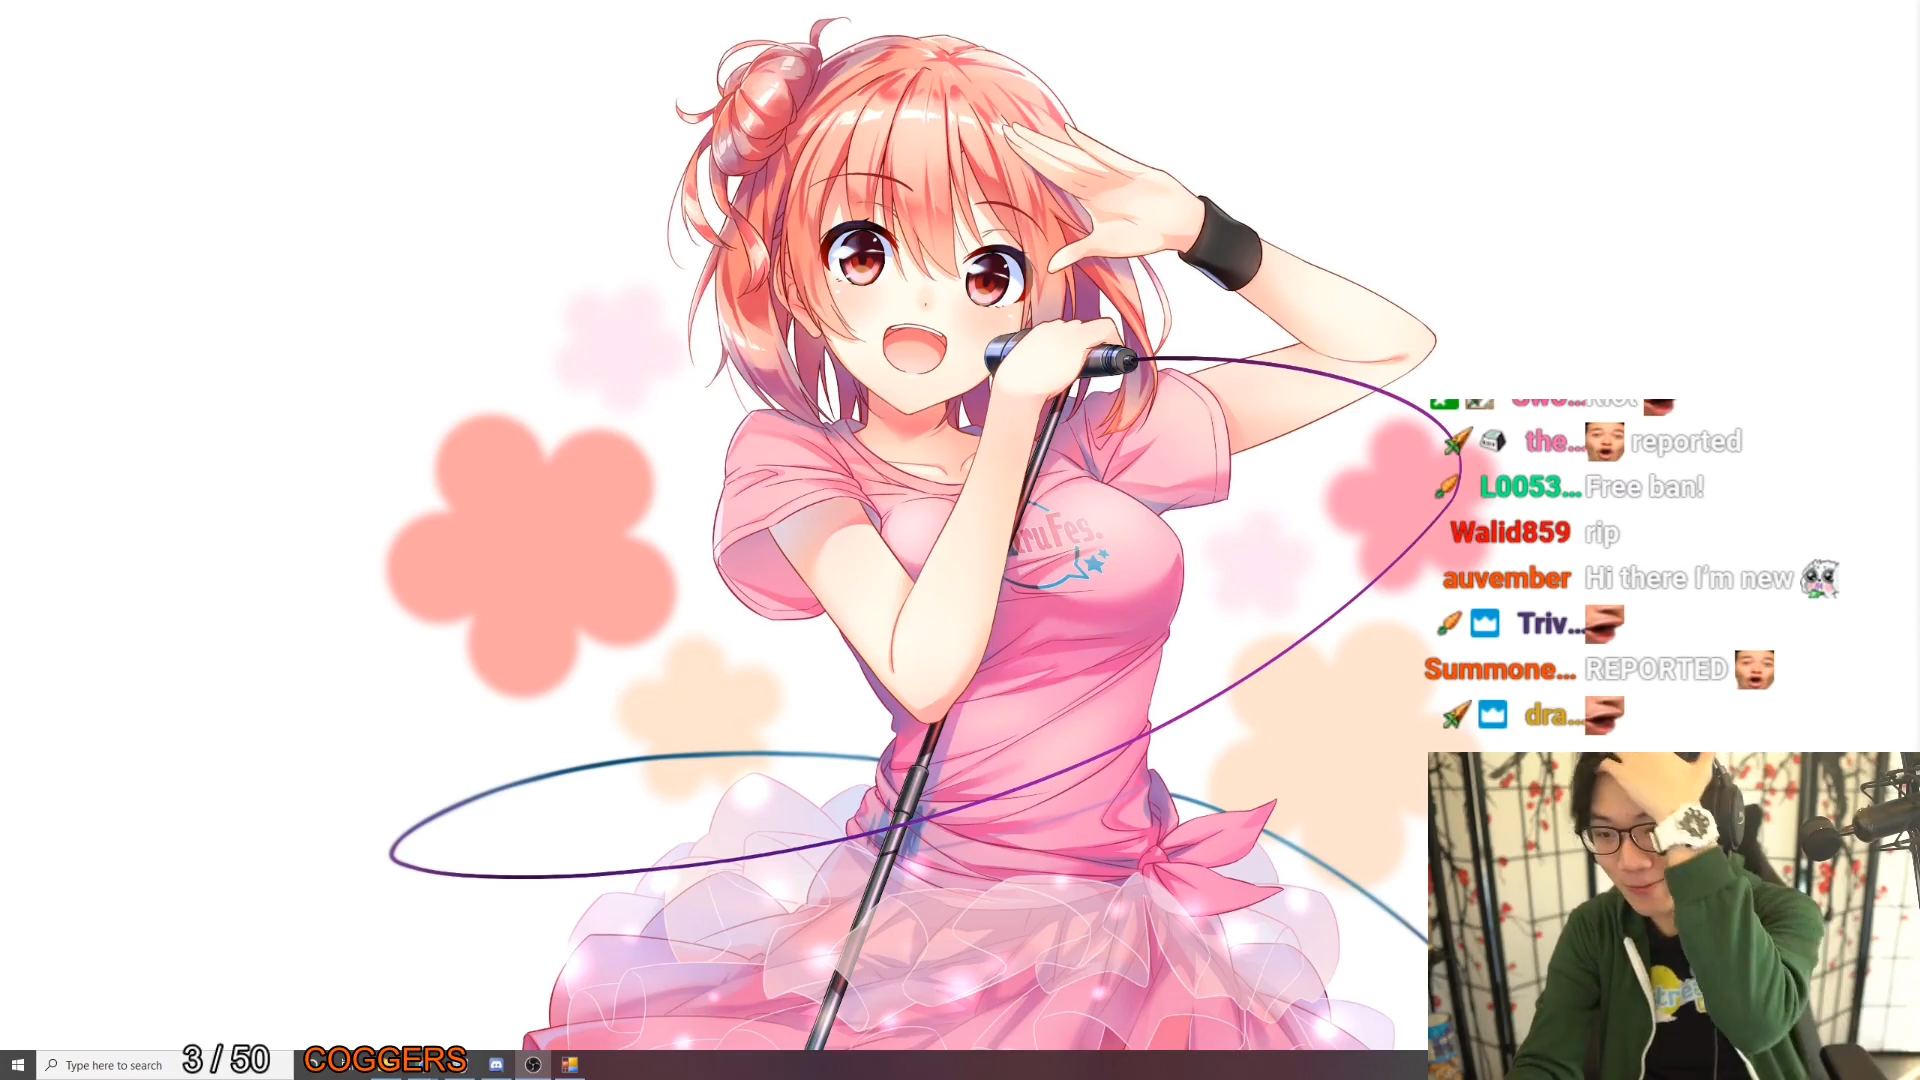 ruFes.
the... reported
L0053... Free ban!
Walid859 rip
auvember Hi there I'm new
Triv...
Summone... REPORTED
dra...
Type here to search
3 / 50
COGGERS